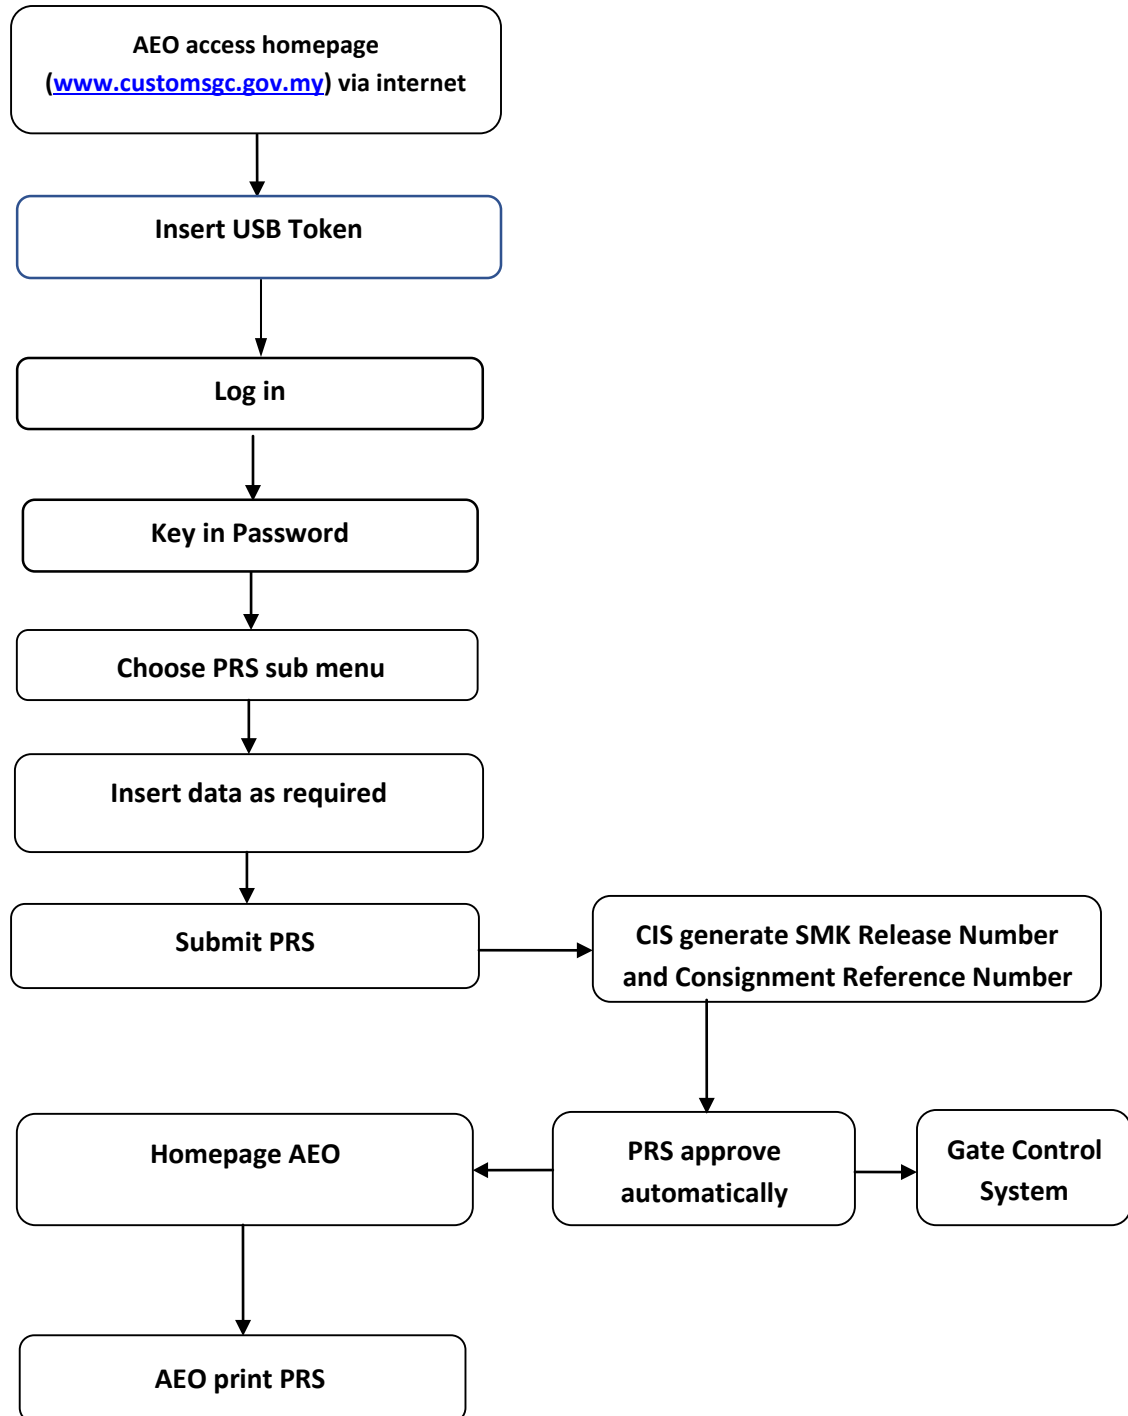 AEO access homepage
(www.customsgc.gov.my) via internet
Insert USB Token
Log in
Key in Password
Choose PRS sub menu
Insert data as required
Submit PRS
CIS generate SMK Release Number
and Consignment Reference Number
Homepage AEO
PRS approve
automatically
Gate Control
System
AEO print PRS